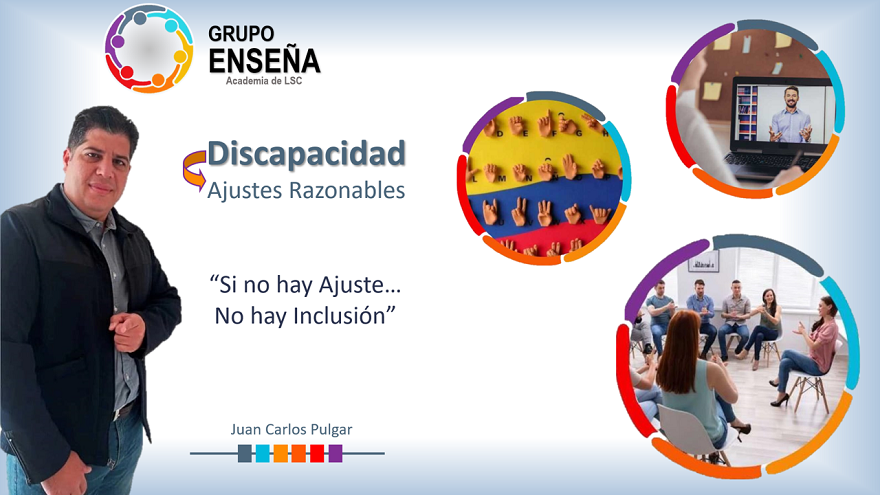 GRUPO
ENSEÑA
Academia de LSC
Discapacidad
Ajustes Razonables
“Si no hay Ajuste...
No hay Inclusión”
Juan Carlos Pulgar
D E F G
L M N